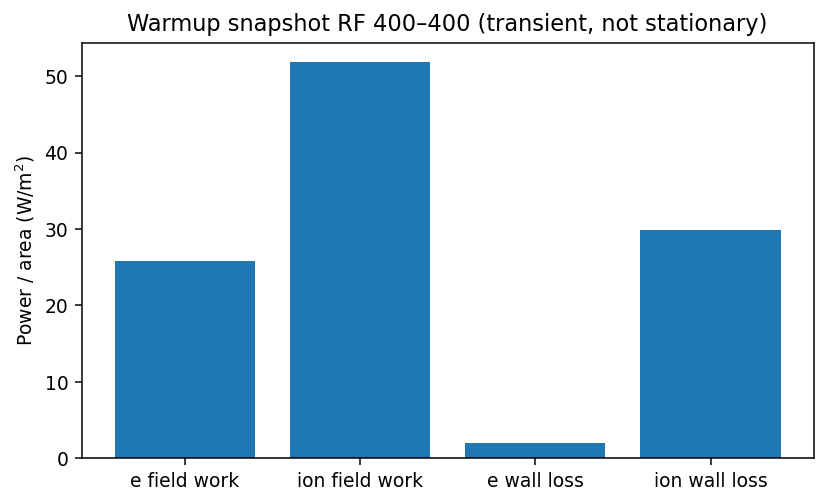 Warmup snapshot RF 400–400 (transient, not stationary)
Power / area (W/m²)
50
40
30
20
10
0
e field work
ion field work
e wall loss
ion wall loss